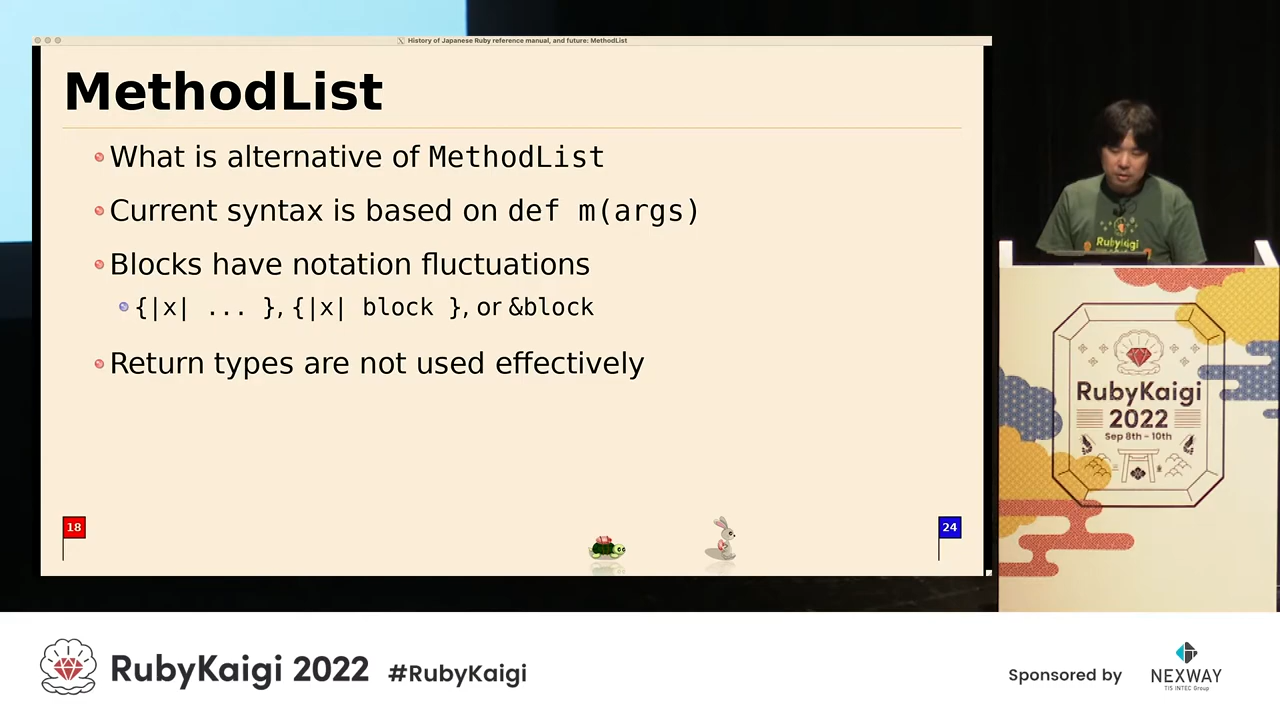 History of Japanese Ruby reference manual, and future: MethodList
MethodList
What is alternative of MethodList
Current syntax is based on def m(args)
Blocks have notation fluctuations
{|x| ... }, {|x| block }, or &block
Return types are not used effectively
18
24
RubyKaigi
RubyKaigi
2022
Sep 8th - 10th
RubyKaigi 2022 #RubyKaigi
Sponsored by
NEXWAY
TIS INTEC Group